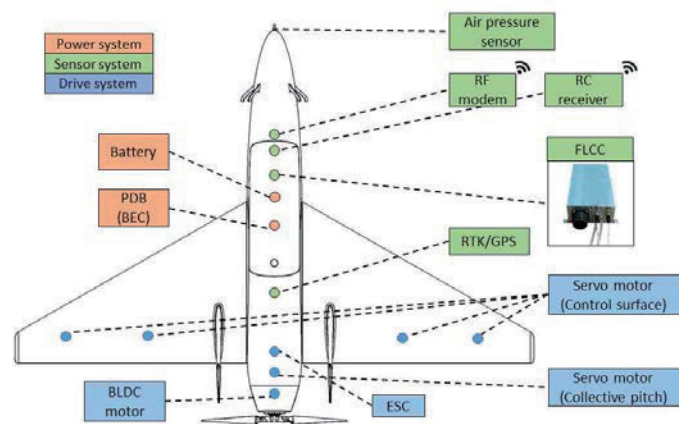 Power system
Sensor system
Drive system
Air pressure
sensor
RF
modem
RC
receiver
Battery
FLCC
PDB
(BEC)
RTK/GPS
Servo motor
(Control surface)
BLDC
motor
ESC
Servo motor
(Collective pitch)